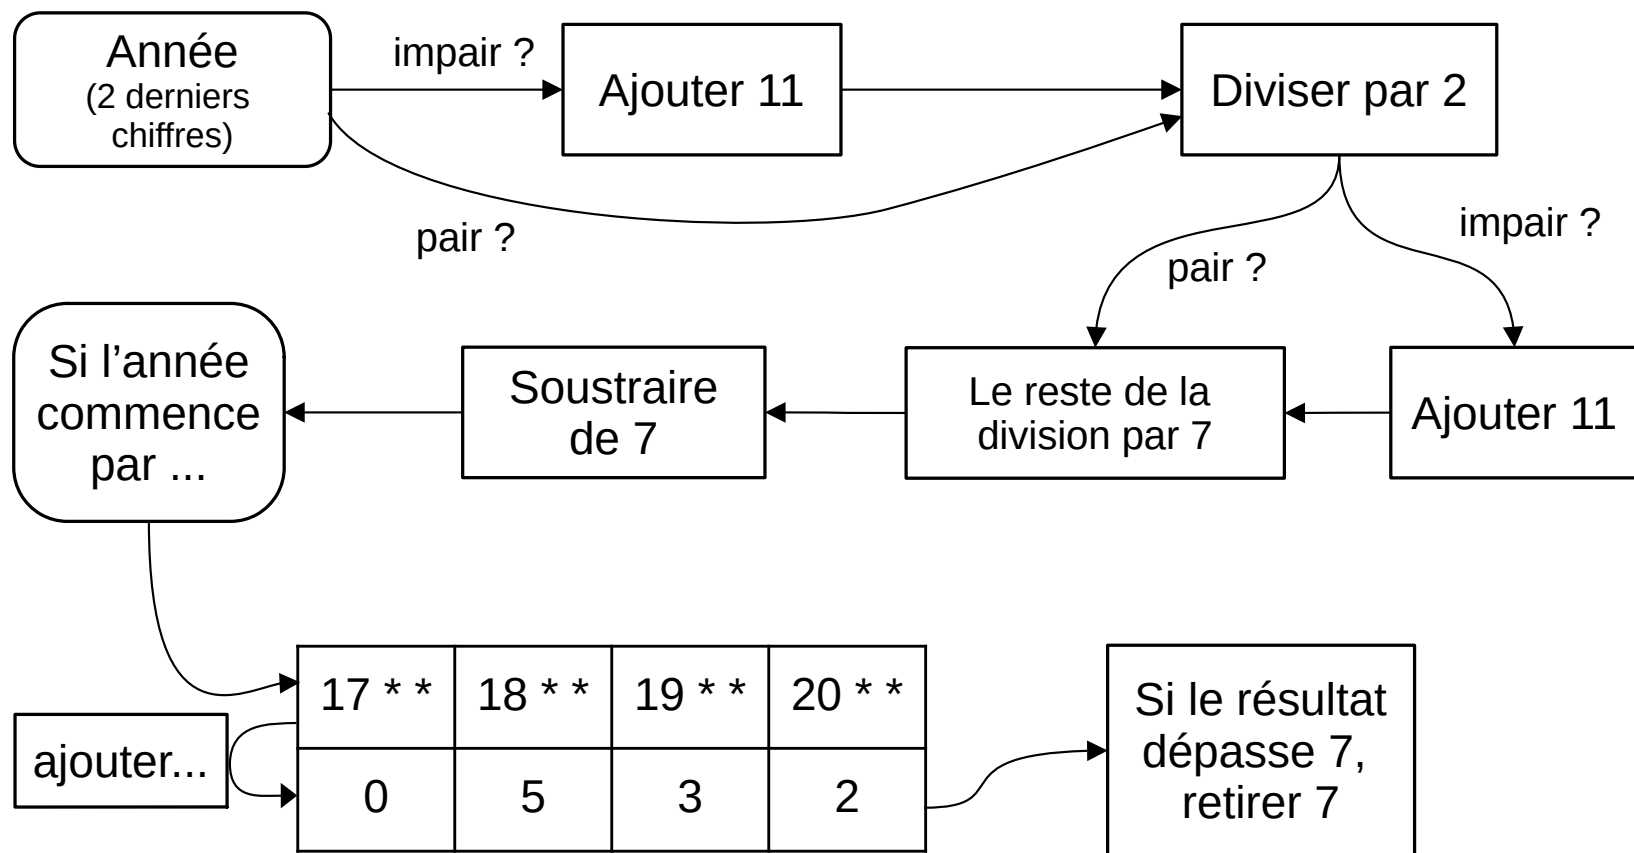 Année
(2 derniers
chiffres)
impair ?
Ajouter 11
Diviser par 2
pair ?
impair ?
pair ?
Ajouter 11
Le reste de la
division par 7
Soustraire
de 7
Si l’année
commence
par ...
ajouter...
17 * * 18 * * 19 * * 20 * *
0 5 3 2
Si le résultat
dépasse 7,
retirer 7